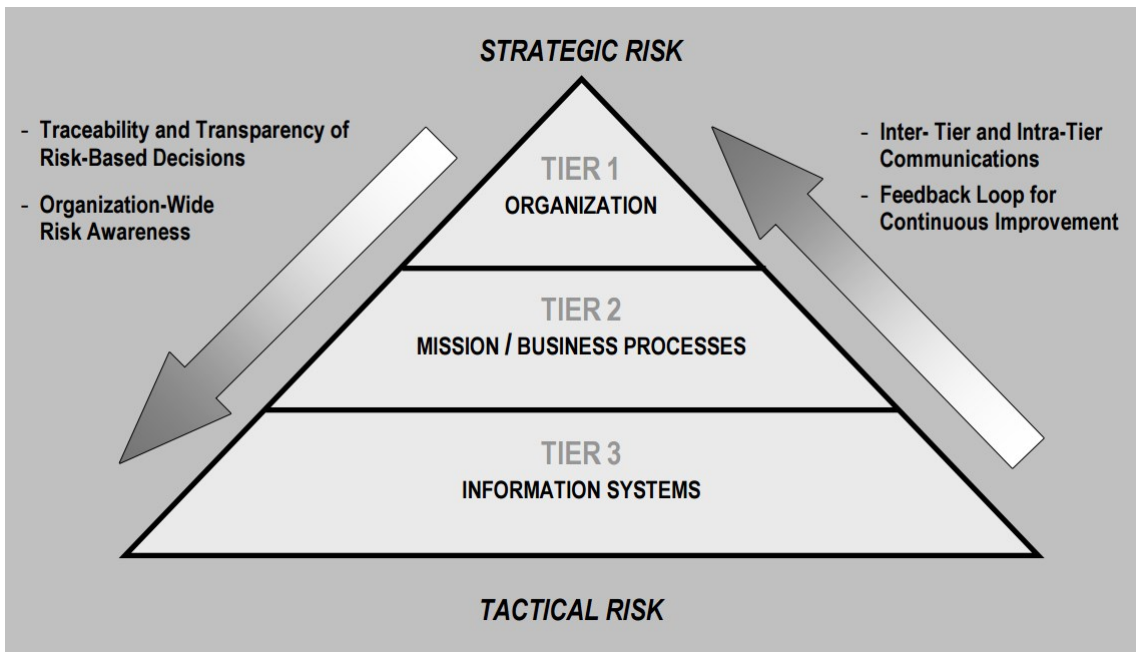 STRATEGIC RISK
- Traceability and Transparency of
Risk-Based Decisions
- Organization-Wide
Risk Awareness
- Inter- Tier and Intra-Tier
Communications
- Feedback Loop for
Continuous Improvement
TIER 1
ORGANIZATION
TIER 2
MISSION / BUSINESS PROCESSES
TIER 3
INFORMATION SYSTEMS
TACTICAL RISK